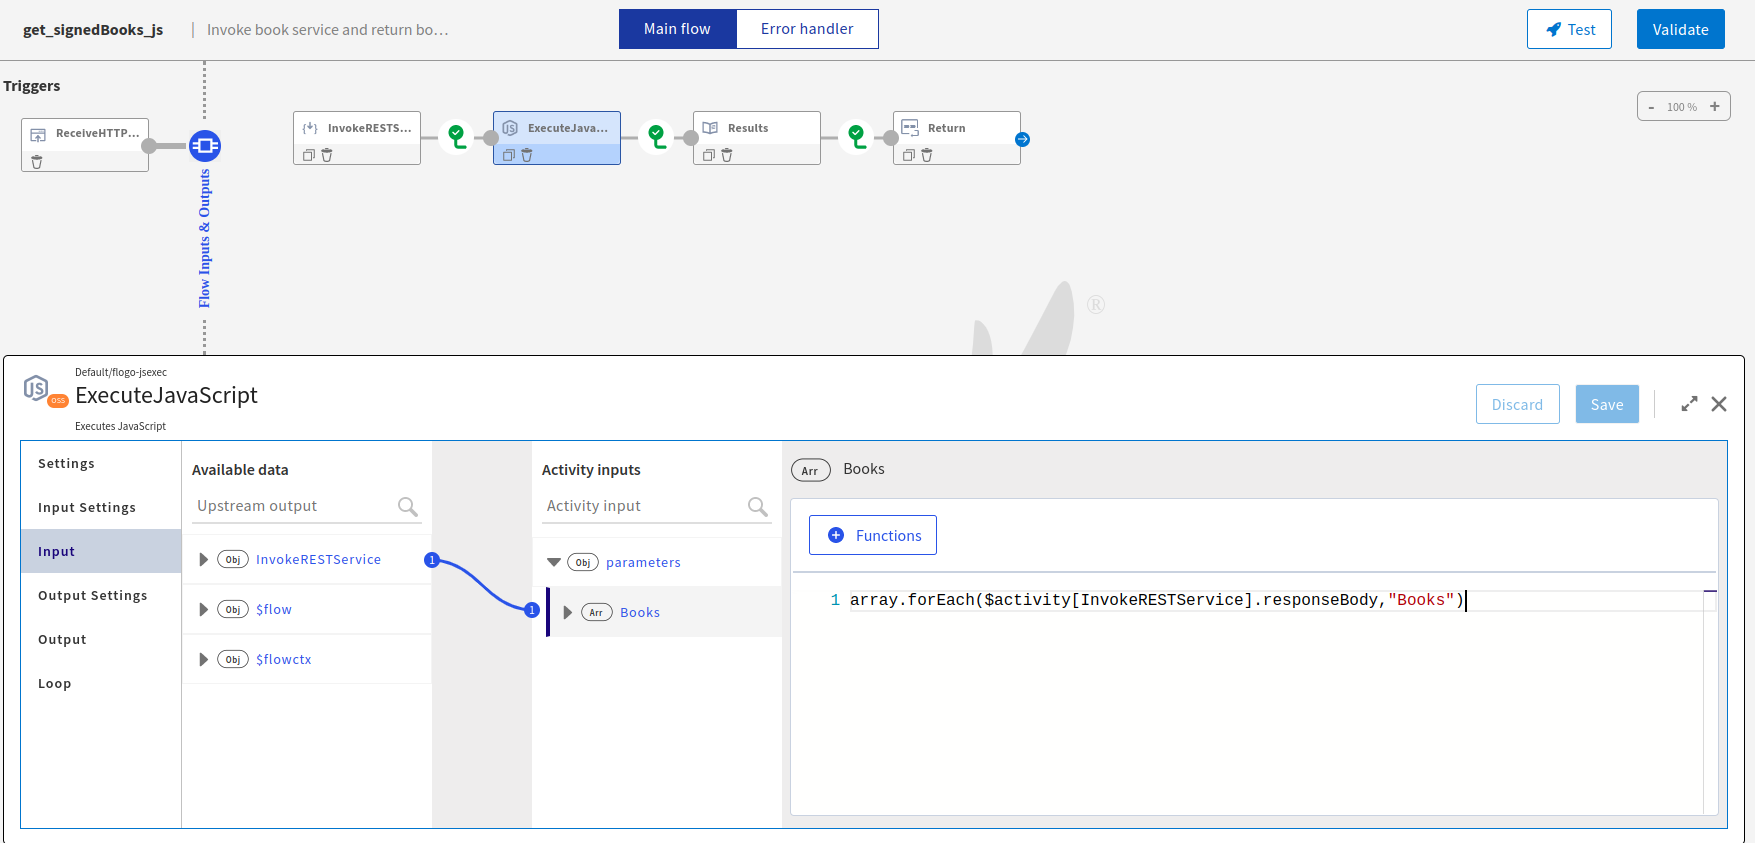 get_signedBooks_js
Invoke book service and return bo…
Main flow
Error handler
Test
Validate
Triggers
- 100 % +
ReceiveHTTP...
InvokeRESTS...
ExecuteJava...
Results
Return
Flow Inputs & Outputs
®
Default/flogo-jsexec
JS
OSS
ExecuteJavaScript
Executes JavaScript
Discard
Save
Settings
Input Settings
Input
Output Settings
Output
Loop
Available data
Upstream output
Obj InvokeRESTService 1
Obj $flow
Obj $flowctx
Activity inputs
Activity input
Obj parameters
1 Arr Books
Arr Books
Functions
1 array.forEach($activity[InvokeRESTService].responseBody,"Books")